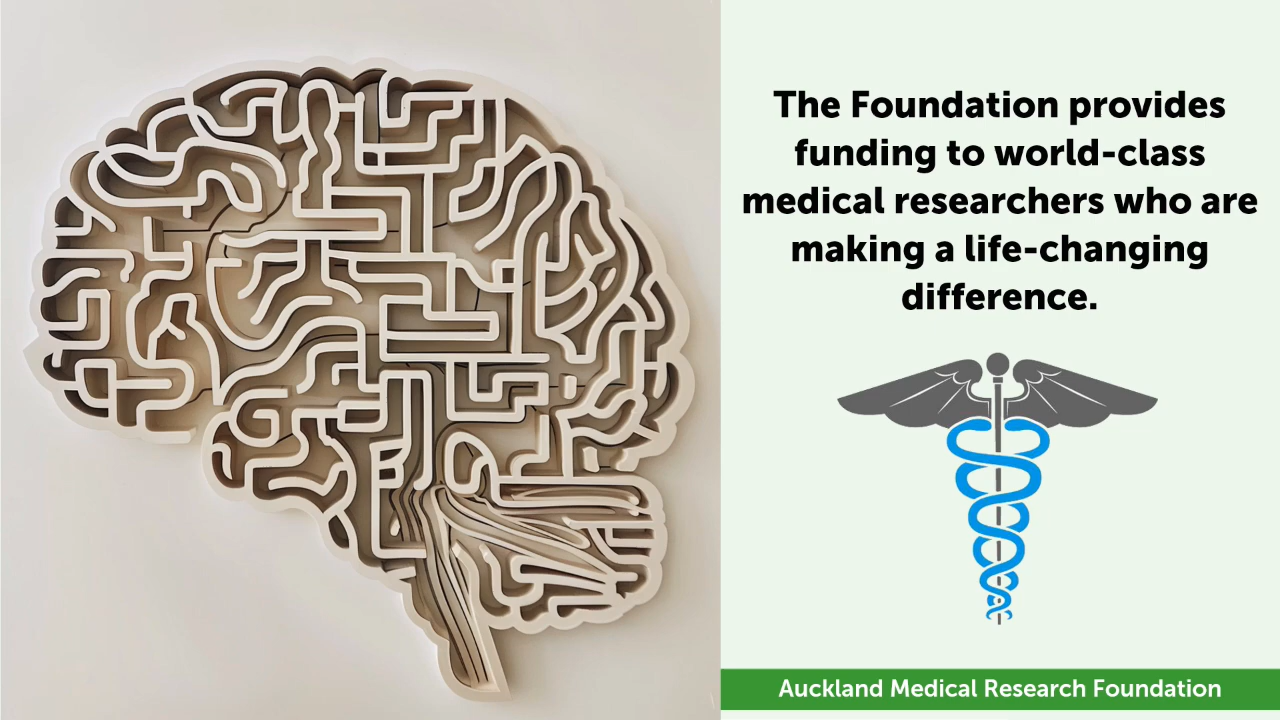 The Foundation provides
funding to world-class
medical researchers who are
making a life-changing
difference.
Auckland Medical Research Foundation